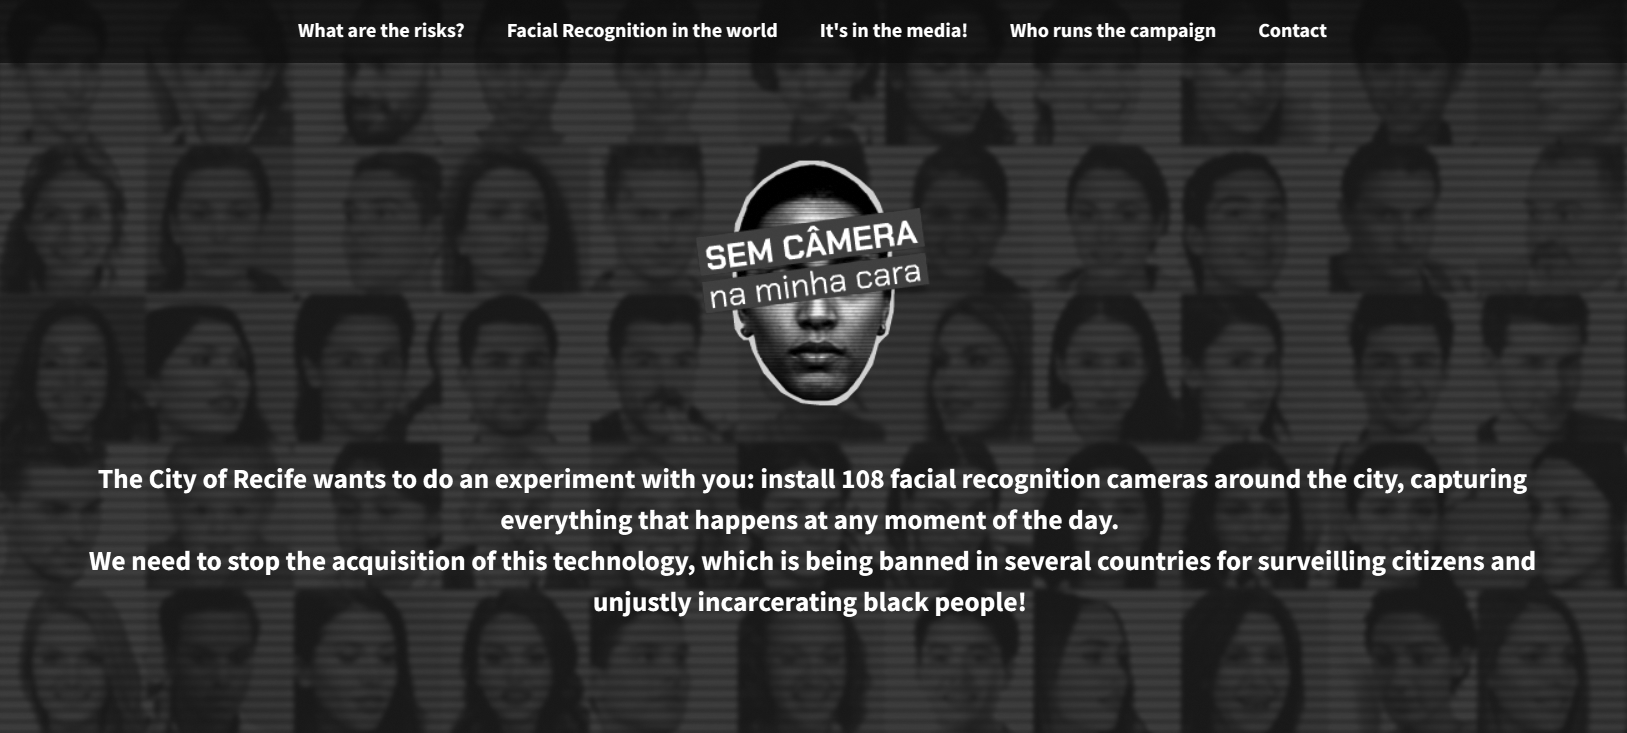 What are the risks? Facial Recognition in the world It's in the media! Who runs the campaign Contact
SEM CÂMERA
na minha cara
The City of Recife wants to do an experiment with you: install 108 facial recognition cameras around the city, capturing
everything that happens at any moment of the day.
We need to stop the acquisition of this technology, which is being banned in several countries for surveilling citizens and
unjustly incarcerating black people!